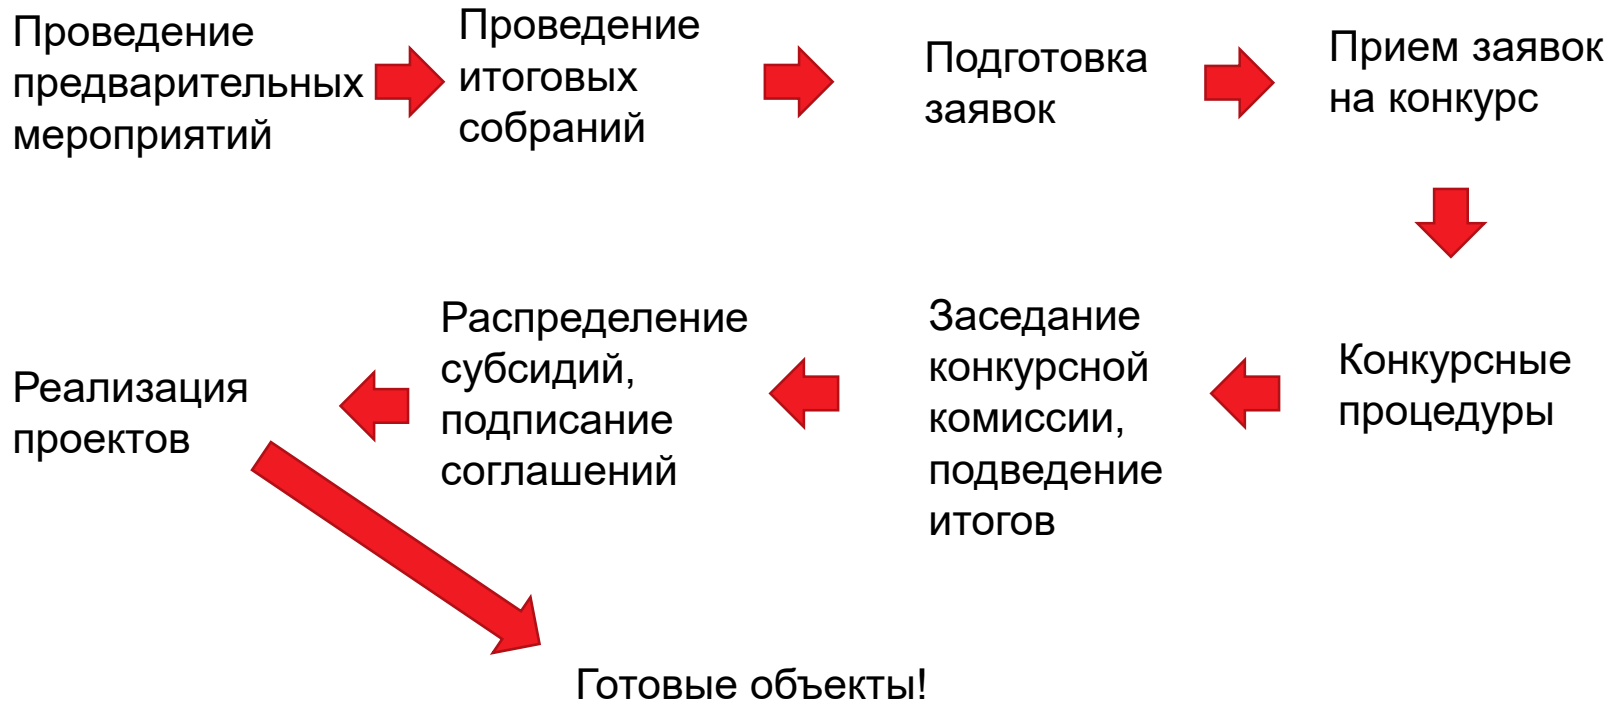 Проведение
предварительных
мероприятий
Проведение
итоговых
собраний
Подготовка
заявок
Прием заявок
на конкурс
Конкурсные
процедуры
Заседание
конкурсной
комиссии,
подведение
итогов
Распределение
субсидий,
подписание
соглашений
Реализация
проектов
Готовые объекты!